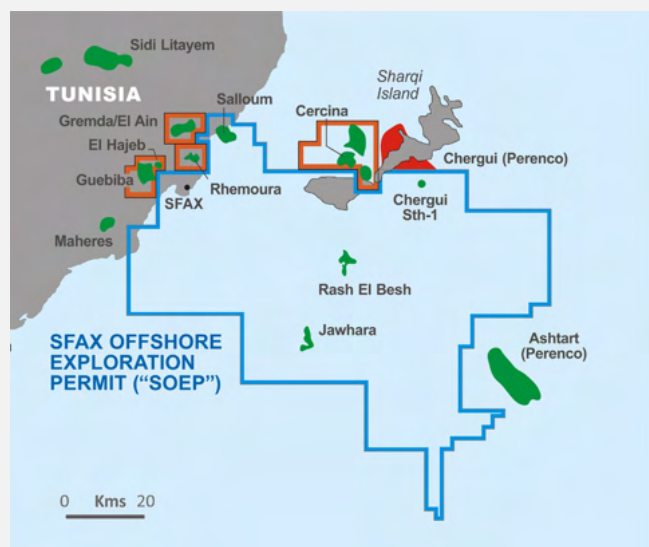 Sidi Litayem
TUNISIA
Sharqi
Island
Salloum
Cercina
Gremda/El Ain
El Hajeb
Chergui (Perenco)
Guebiba
Rhemoura
SFAX
Chergui
Sth-1
Maheres
Rash El Besh
Jawhara
Ashtart
(Perenco)
SFAX OFFSHORE
EXPLORATION
PERMIT (“SOEP”)
0 Kms 20